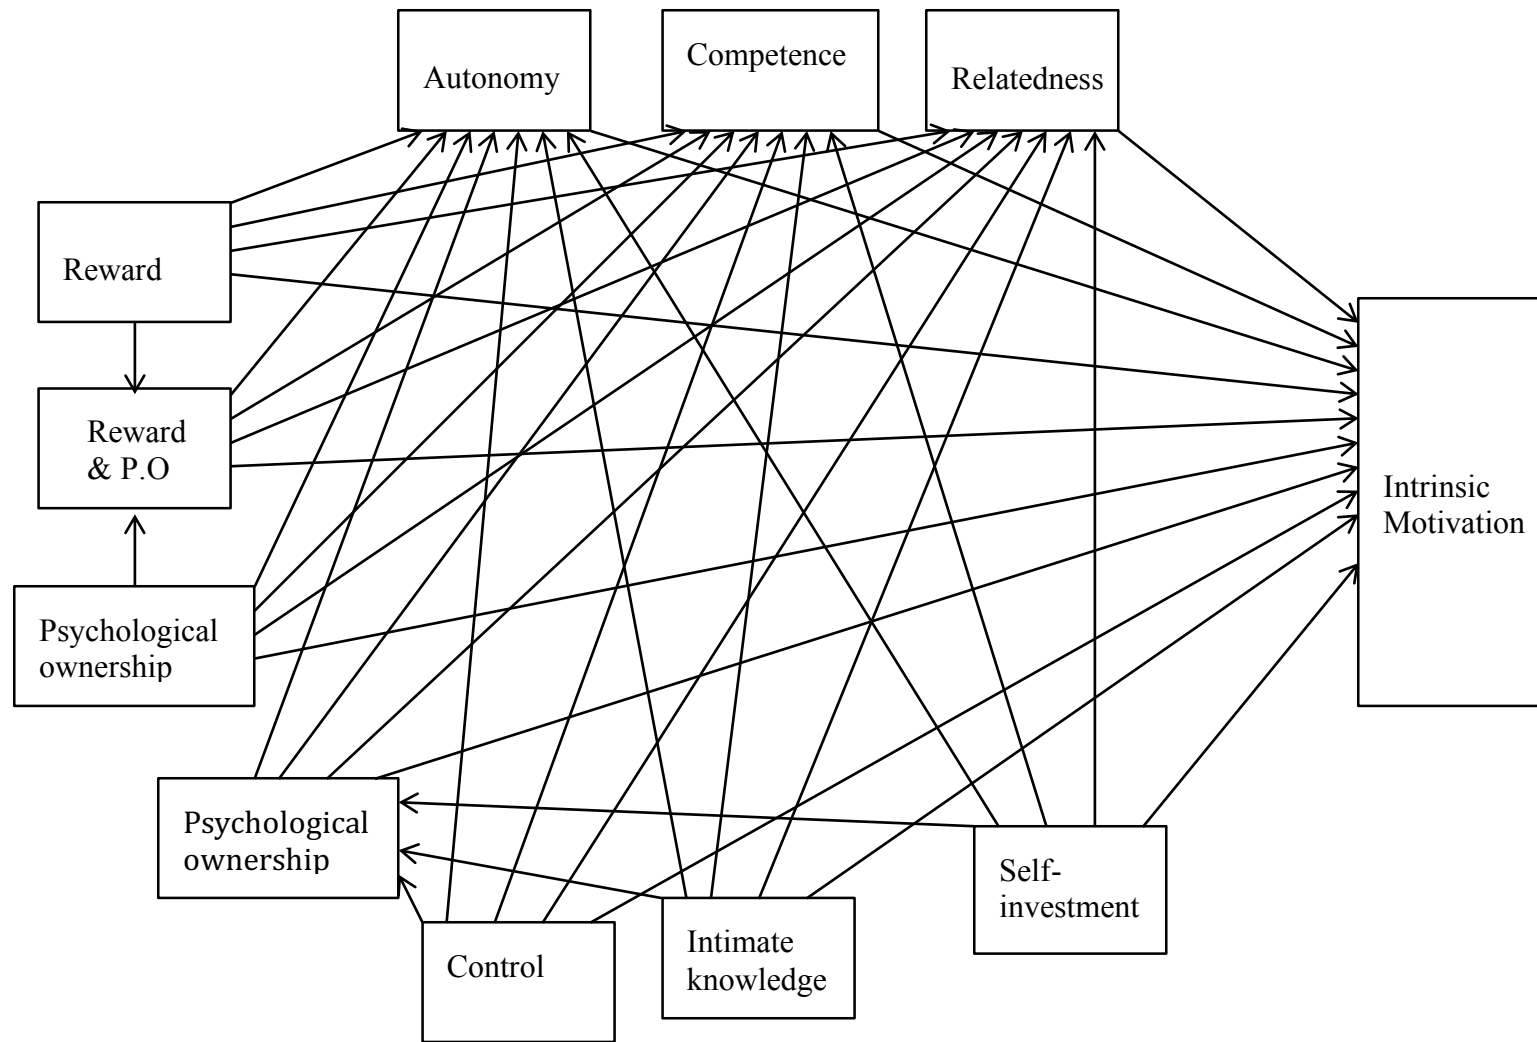 Autonomy
Competence
Relatedness
Reward
Reward
& P.O
Intrinsic
Motivation
Psychological
ownership
Psychological
ownership
Self-
investment
Intimate
knowledge
Control